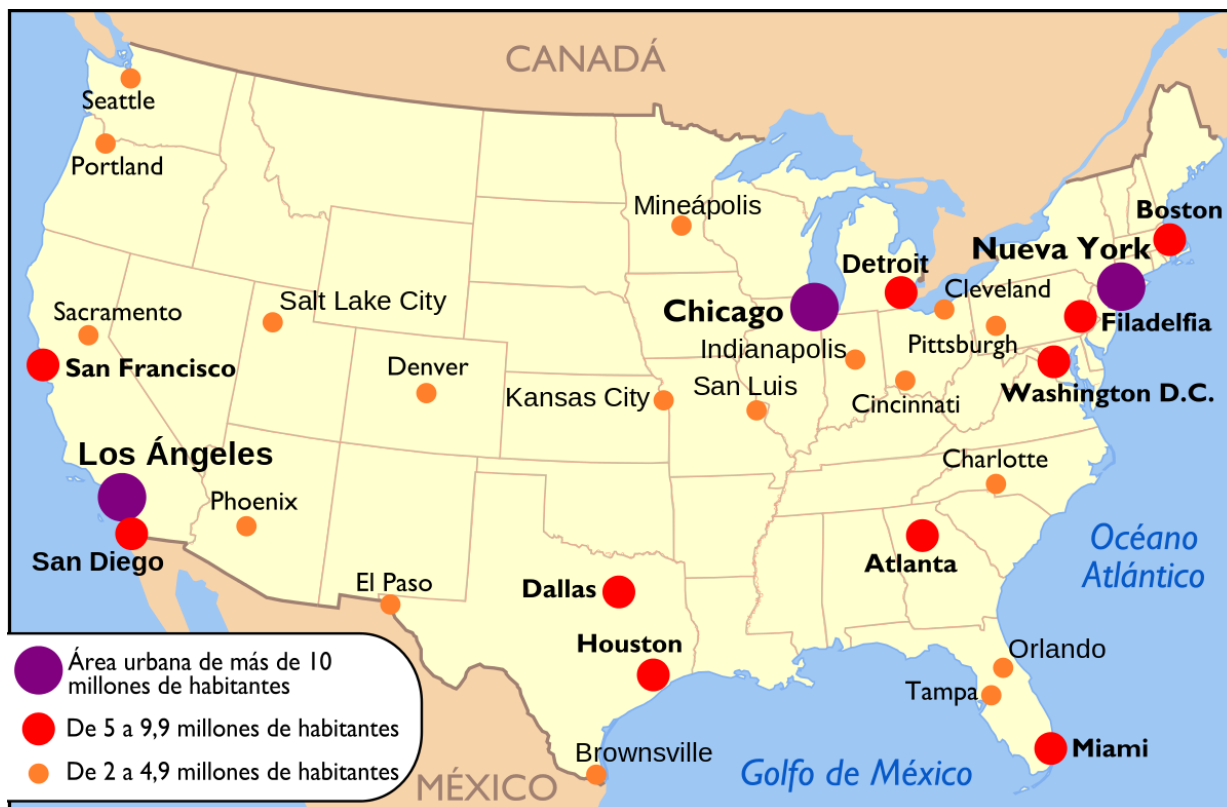 CANADÁ
Seattle
Portland
Mineápolis
Boston
Nueva York
Detroit
Cleveland
Salt Lake City
Sacramento
Chicago
Filadelfia
Indianapolis
Pittsburgh
San Francisco
Denver
San Luis
Kansas City
Cincinnati
Washington D.C.
Los Ángeles
Charlotte
Phoenix
Océano
Atlántico
San Diego
Atlanta
El Paso
Dallas
Houston
Orlando
Tampa
Miami
Brownsville
Golfo de México
MÉXICO
Área urbana de más de 10
millones de habitantes
De 5 a 9,9 millones de habitantes
De 2 a 4,9 millones de habitantes